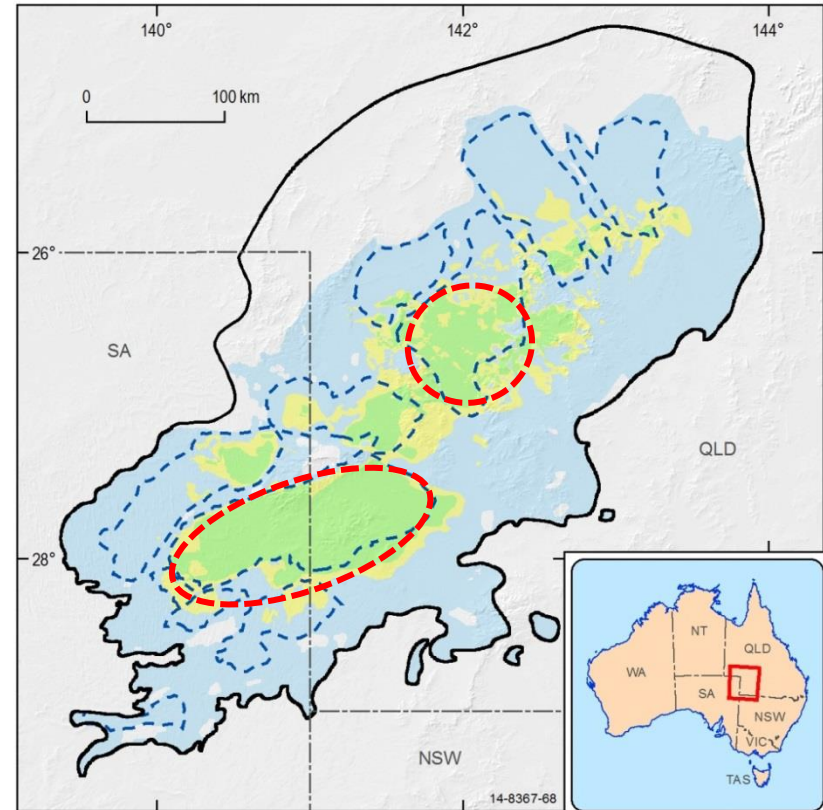 140°
142°
144°
0
100 km
26°
SA
QLD
28°
NSW
14-8367-68
NT
QLD
WA
SA
NSW
VIC
TAS